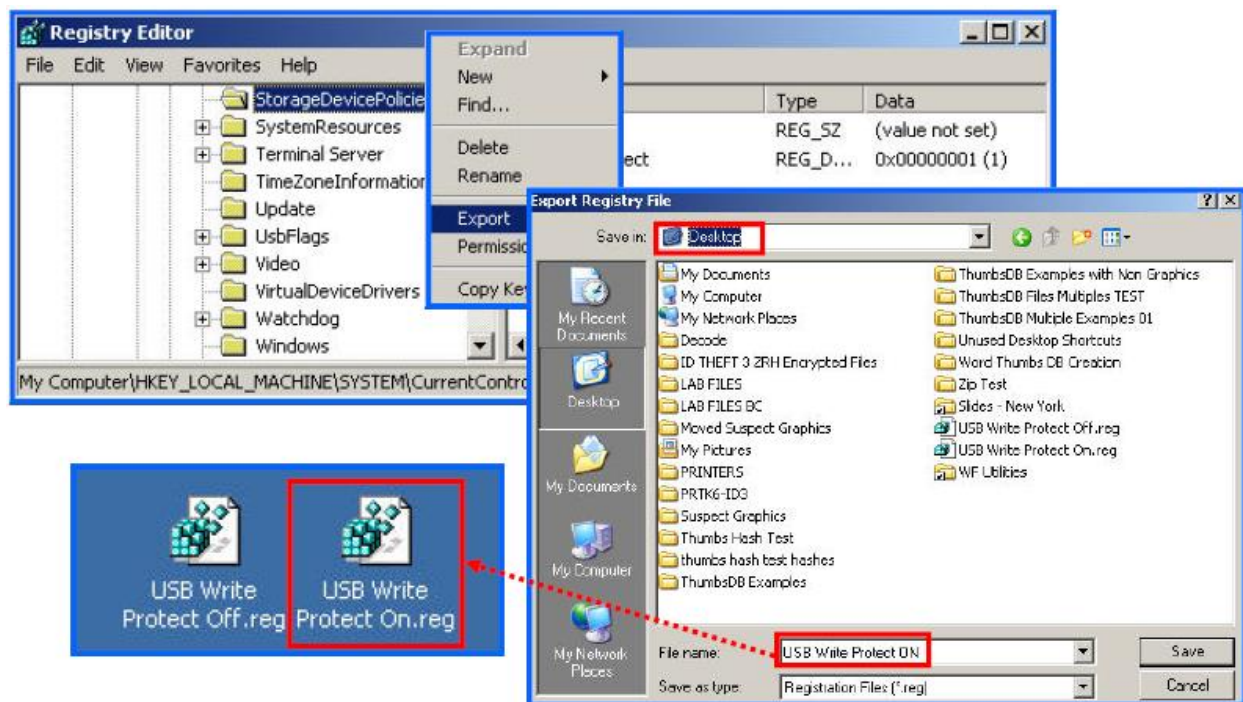 Registry Editor
File Edit View Favorites Help
StorageDevicePolicie
SystemResources
Terminal Server
TimeZoneInformation
Update
UsbFlags
Video
VirtualDeviceDrivers
Watchdog
Windows
My Computer\HKEY_LOCAL_MACHINE\SYSTEM\CurrentContro
Expand
New
Find...
Delete
Rename
Export
Permissio
Copy Ke
Type Data
REG_SZ (value not set)
ect REG_D... 0x00000001 (1)
Export Registry File
Save in: Desktop
My Recent
Documents
Desktop
My Documents
My Computer
My Network
Places
My Documents
My Computer
My Network Places
Decode
ID THEFT 3 ZRH Encrypted Files
LAB FILES
LAB FILES BC
Moved Suspect Graphics
My Pictures
PRINTERS
PRTK6-ID3
Suspect Graphics
Thumbs Hash Test
thumbs hash test hashes
ThumbsDB Examples
ThumbsDB Examples with Non Graphics
ThumbsDB Files Multiples TEST
ThumbsDB Multiple Examples 01
Unused Desktop Shortcuts
Word Thumbs DB Creation
Zip Test
Slides - New York
USB Write Protect Off.reg
USB Write Protect On.reg
WF Utilities
File name: USB Write Protect ON Save
Save as type: Registration Files (*.reg) Cancel
USB Write
Protect Off.reg
USB Write
Protect On.reg